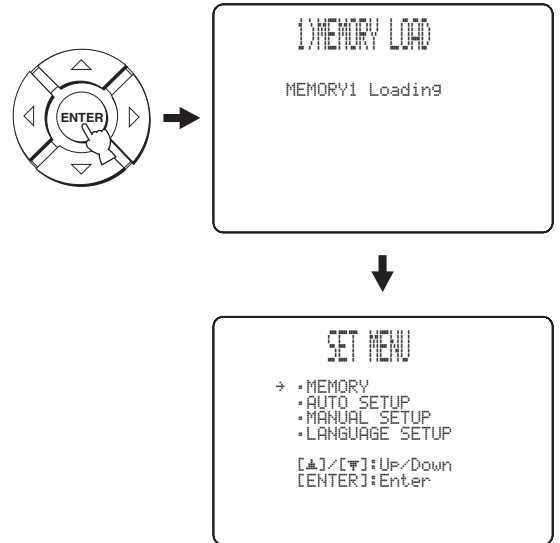 1)MEMORY LOAD
MEMORY1 Loading
ENTER
SET MENU
→ ·MEMORY
·AUTO SETUP
·MANUAL SETUP
·LANGUAGE SETUP
[▲]/[▼]:Up/Down
[ENTER]:Enter